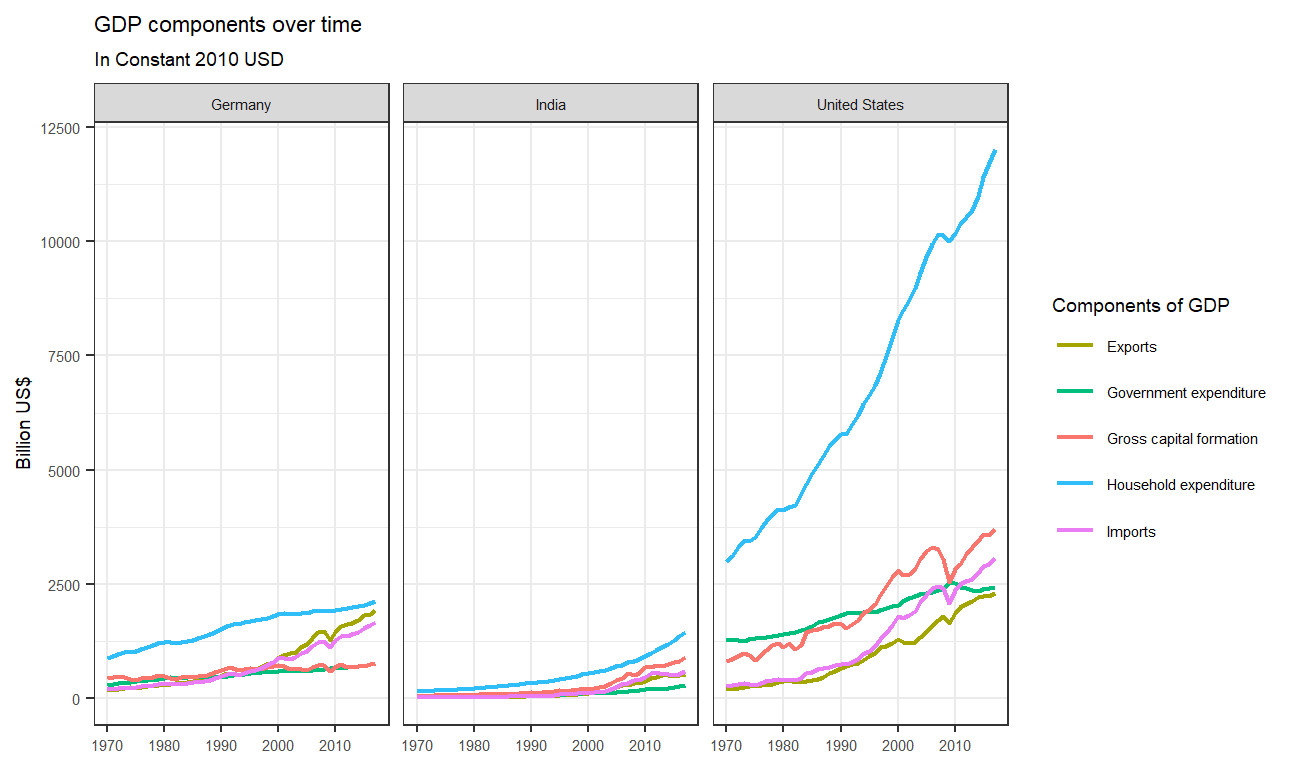 GDP components over time
In Constant 2010 USD
Germany
India
United States
Billion US$
12500
10000
7500
5000
2500
0
1970 1980 1990 2000 2010
1970 1980 1990 2000 2010
1970 1980 1990 2000 2010
Components of GDP
Exports
Government expenditure
Gross capital formation
Household expenditure
Imports